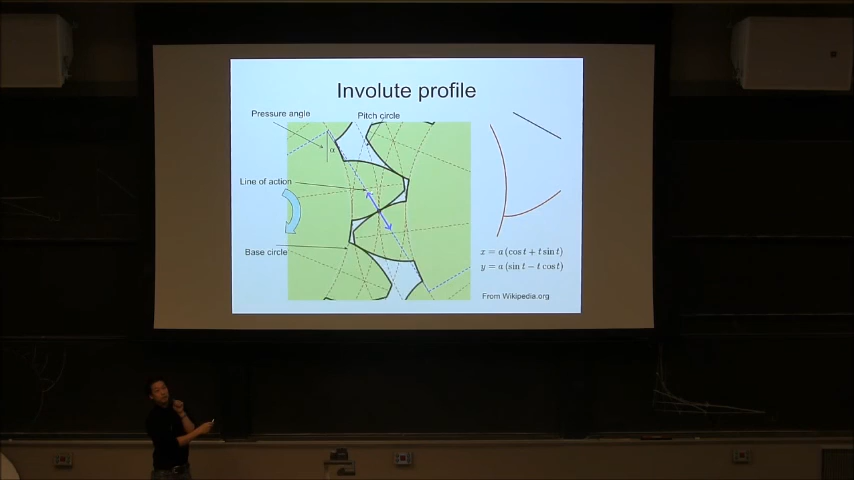 Involute profile
Pressure angle
Pitch circle
α
Line of action
Base circle
x = a (cos t + t sin t)
y = a (sin t − t cos t)
From Wikipedia.org